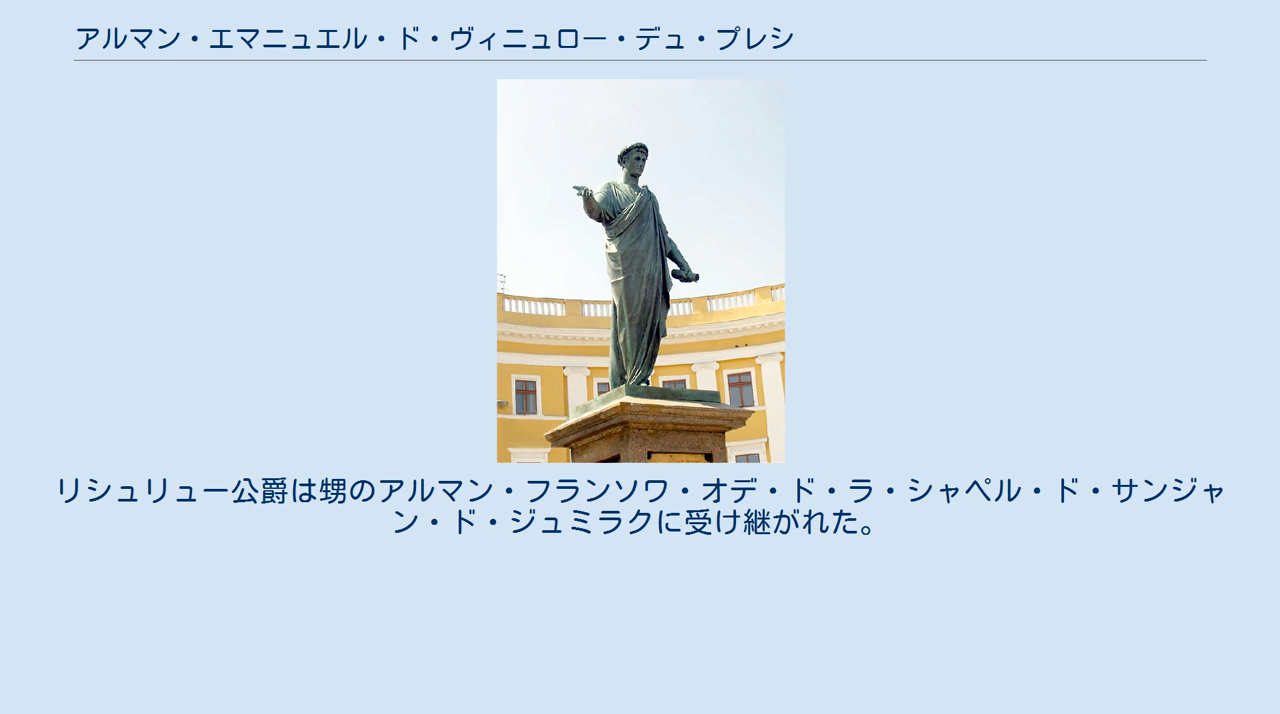 アルマン・エマニュエル・ド・ヴィニュロー・デュ・プレシ
リシュリュー公爵は甥のアルマン・フランソワ・オデ・ド・ラ・シャペル・ド・サンジャ
ン・ド・ジュミラクに受け継がれた。